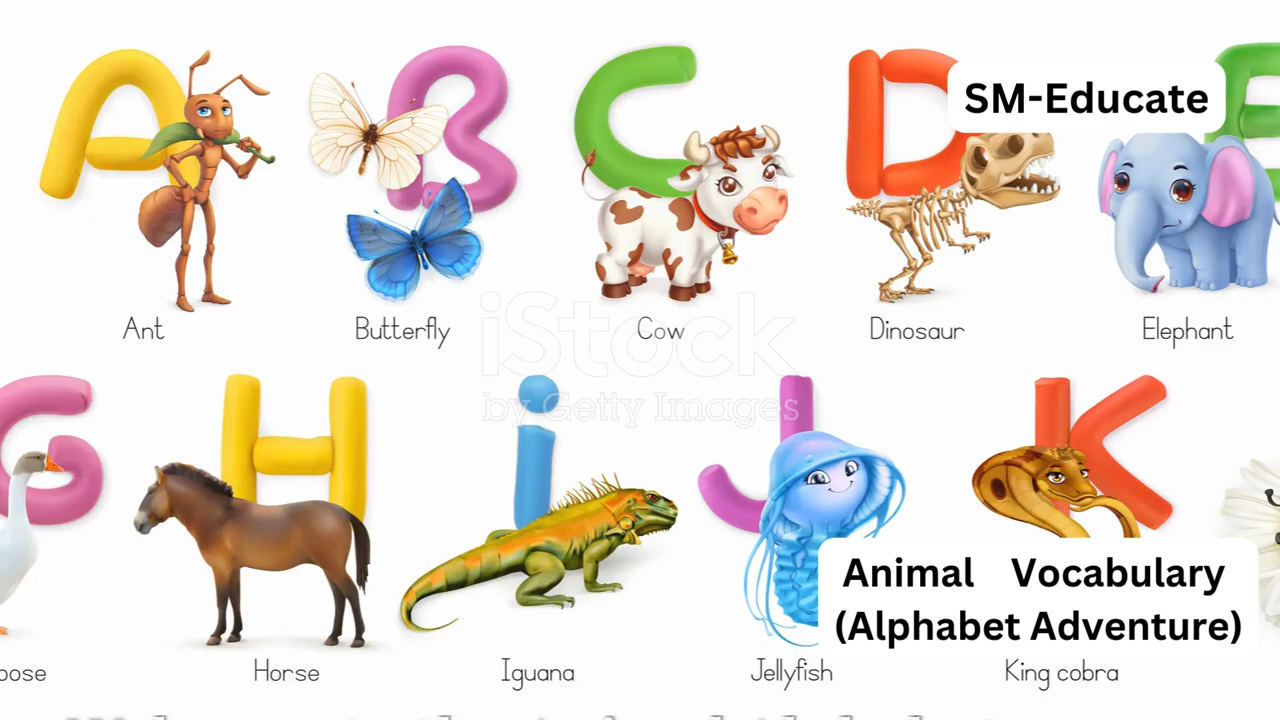 A B C D E
SM-Educate
Ant Butterfly Cow Dinosaur Elephant
iStock
by Getty Images
G H i J K
Animal Vocabulary
(Alphabet Adventure)
oose Horse Iguana Jellyfish King cobra